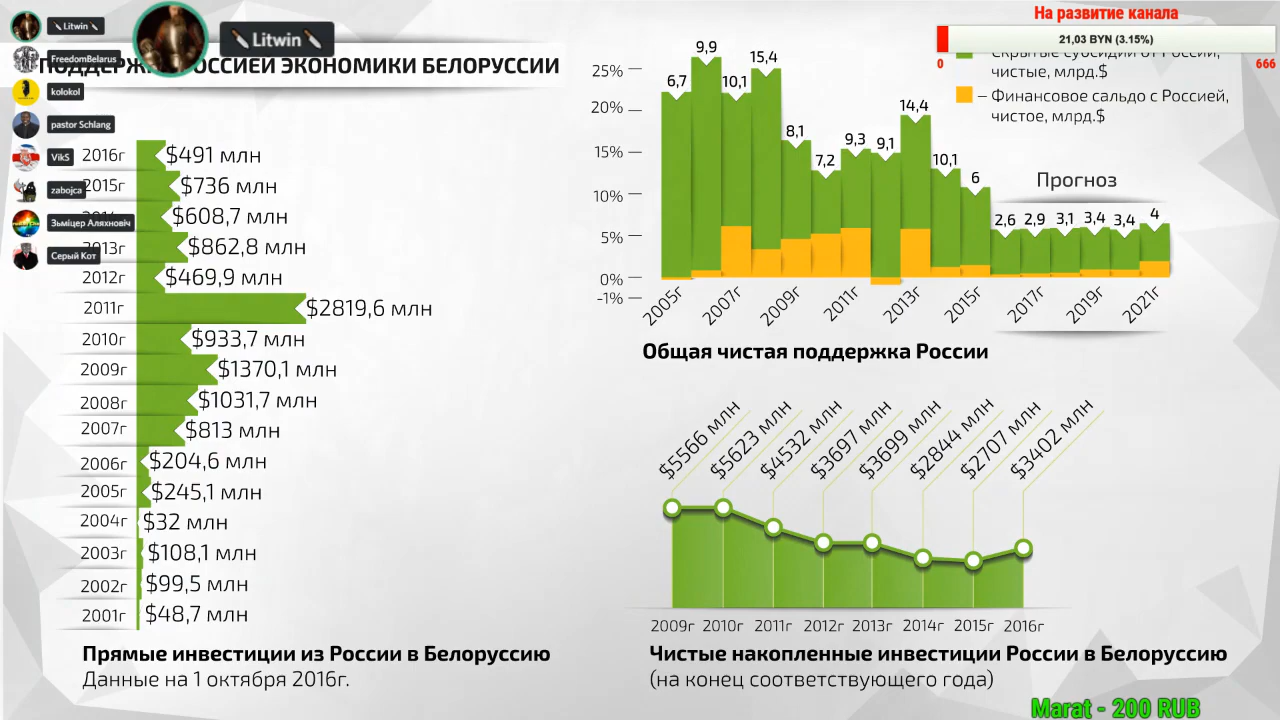 Litwin
Litwin
FreedomBelarus
kolokol
pastor Schlang
VikS
zabojca
Зьміцер Аляхновіч
Серый Кот
РОССИЕЙ ЭКОНОМИКИ БЕЛОРУССИИ
2016г $491 млн
2015г $736 млн
$608,7 млн
2013г $862,8 млн
2012г $469,9 млн
2011г $2819,6 млн
2010г $933,7 млн
2009г $1370,1 млн
2008г $1031,7 млн
2007г $813 млн
2006г $204,6 млн
2005г $245,1 млн
2004г $32 млн
2003г $108,1 млн
2002г $99,5 млн
2001г $48,7 млн
Прямые инвестиции из России в Белоруссию
Данные на 1 октября 2016г.
На развитие канала
21,03 BYN (3.15%)
0 666
Скрытые субсидии от России,
чистые, млрд.$
– Финансовое сальдо с Россией,
чистое, млрд.$
25%
20%
15%
10%
5%
0%
-1%
6,7 9,9 10,1 15,4 8,1 7,2 9,3 9,1 14,4 10,1 6 2,6 2,9 3,1 3,4 3,4 4
Прогноз
2005г 2007г 2009г 2011г 2013г 2015г 2017г 2019г 2021г
Общая чистая поддержка России
$5566 млн $5623 млн $4532 млн $3697 млн $3699 млн $2844 млн $2707 млн $3402 млн
2009г 2010г 2011г 2012г 2013г 2014г 2015г 2016г
Чистые накопленные инвестиции России в Белоруссию
(на конец соответствующего года)
Marat - 200 RUB